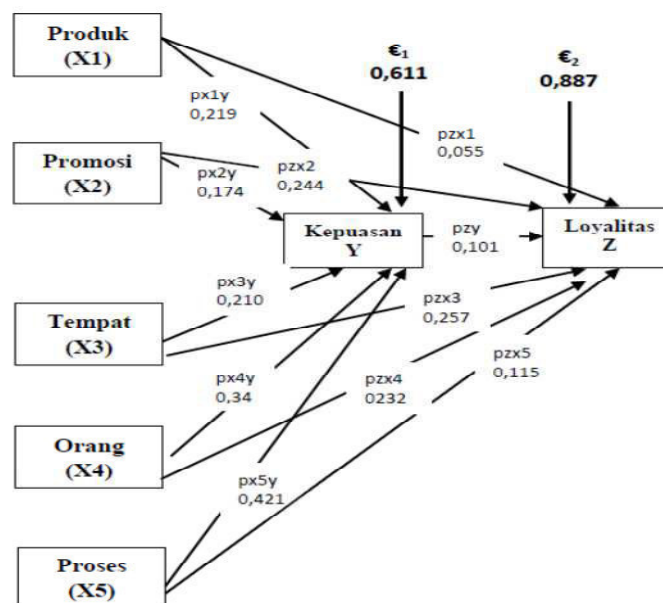 Produk
(X1)
€1
0,611
€2
0,887
px1y
0,219
pzx1
0,055
Promosi
(X2)
px2y
0,174
pzx2
0,244
Kepuasan
Y
pzy
0,101
Loyalitas
Z
px3y
0,210
pzx3
0,257
Tempat
(X3)
px4y
0,34
pzx4
0232
pzx5
0,115
Orang
(X4)
px5y
0,421
Proses
(X5)